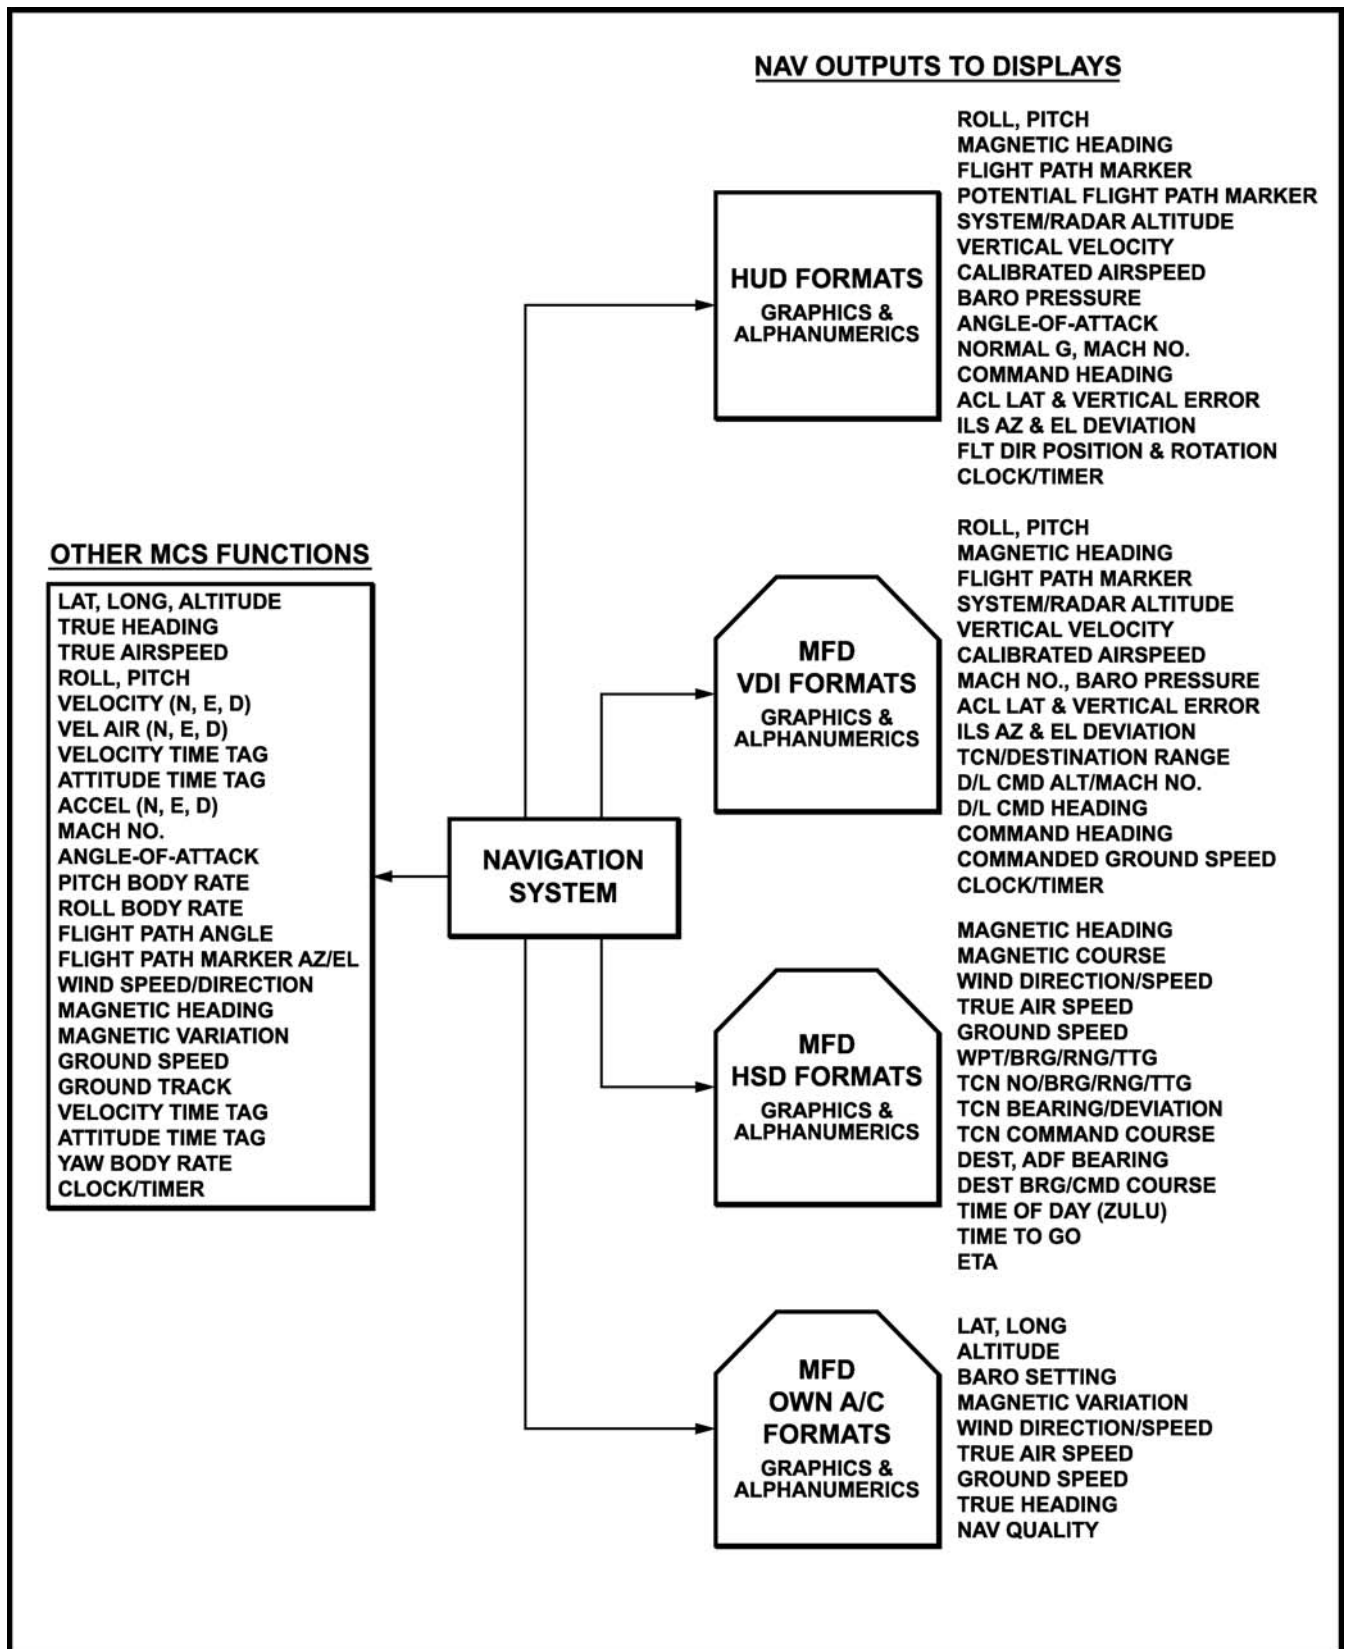 NAV OUTPUTS TO DISPLAYS
HUD FORMATS
GRAPHICS &
ALPHANUMERICS
ROLL, PITCH
MAGNETIC HEADING
FLIGHT PATH MARKER
POTENTIAL FLIGHT PATH MARKER
SYSTEM/RADAR ALTITUDE
VERTICAL VELOCITY
CALIBRATED AIRSPEED
BARO PRESSURE
ANGLE-OF-ATTACK
NORMAL G, MACH NO.
COMMAND HEADING
ACL LAT & VERTICAL ERROR
ILS AZ & EL DEVIATION
FLT DIR POSITION & ROTATION
CLOCK/TIMER
OTHER MCS FUNCTIONS
LAT, LONG, ALTITUDE
TRUE HEADING
TRUE AIRSPEED
ROLL, PITCH
VELOCITY (N, E, D)
VEL AIR (N, E, D)
VELOCITY TIME TAG
ATTITUDE TIME TAG
ACCEL (N, E, D)
MACH NO.
ANGLE-OF-ATTACK
PITCH BODY RATE
ROLL BODY RATE
FLIGHT PATH ANGLE
FLIGHT PATH MARKER AZ/EL
WIND SPEED/DIRECTION
MAGNETIC HEADING
MAGNETIC VARIATION
GROUND SPEED
GROUND TRACK
VELOCITY TIME TAG
ATTITUDE TIME TAG
YAW BODY RATE
CLOCK/TIMER
NAVIGATION
SYSTEM
MFD
VDI FORMATS
GRAPHICS &
ALPHANUMERICS
ROLL, PITCH
MAGNETIC HEADING
FLIGHT PATH MARKER
SYSTEM/RADAR ALTITUDE
VERTICAL VELOCITY
CALIBRATED AIRSPEED
MACH NO., BARO PRESSURE
ACL LAT & VERTICAL ERROR
ILS AZ & EL DEVIATION
TCN/DESTINATION RANGE
D/L CMD ALT/MACH NO.
D/L CMD HEADING
COMMAND HEADING
COMMANDED GROUND SPEED
CLOCK/TIMER
MFD
HSD FORMATS
GRAPHICS &
ALPHANUMERICS
MAGNETIC HEADING
MAGNETIC COURSE
WIND DIRECTION/SPEED
TRUE AIR SPEED
GROUND SPEED
WPT/BRG/RNG/TTG
TCN NO/BRG/RNG/TTG
TCN BEARING/DEVIATION
TCN COMMAND COURSE
DEST, ADF BEARING
DEST BRG/CMD COURSE
TIME OF DAY (ZULU)
TIME TO GO
ETA
MFD
OWN A/C
FORMATS
GRAPHICS &
ALPHANUMERICS
LAT, LONG
ALTITUDE
BARO SETTING
MAGNETIC VARIATION
WIND DIRECTION/SPEED
TRUE AIR SPEED
GROUND SPEED
TRUE HEADING
NAV QUALITY